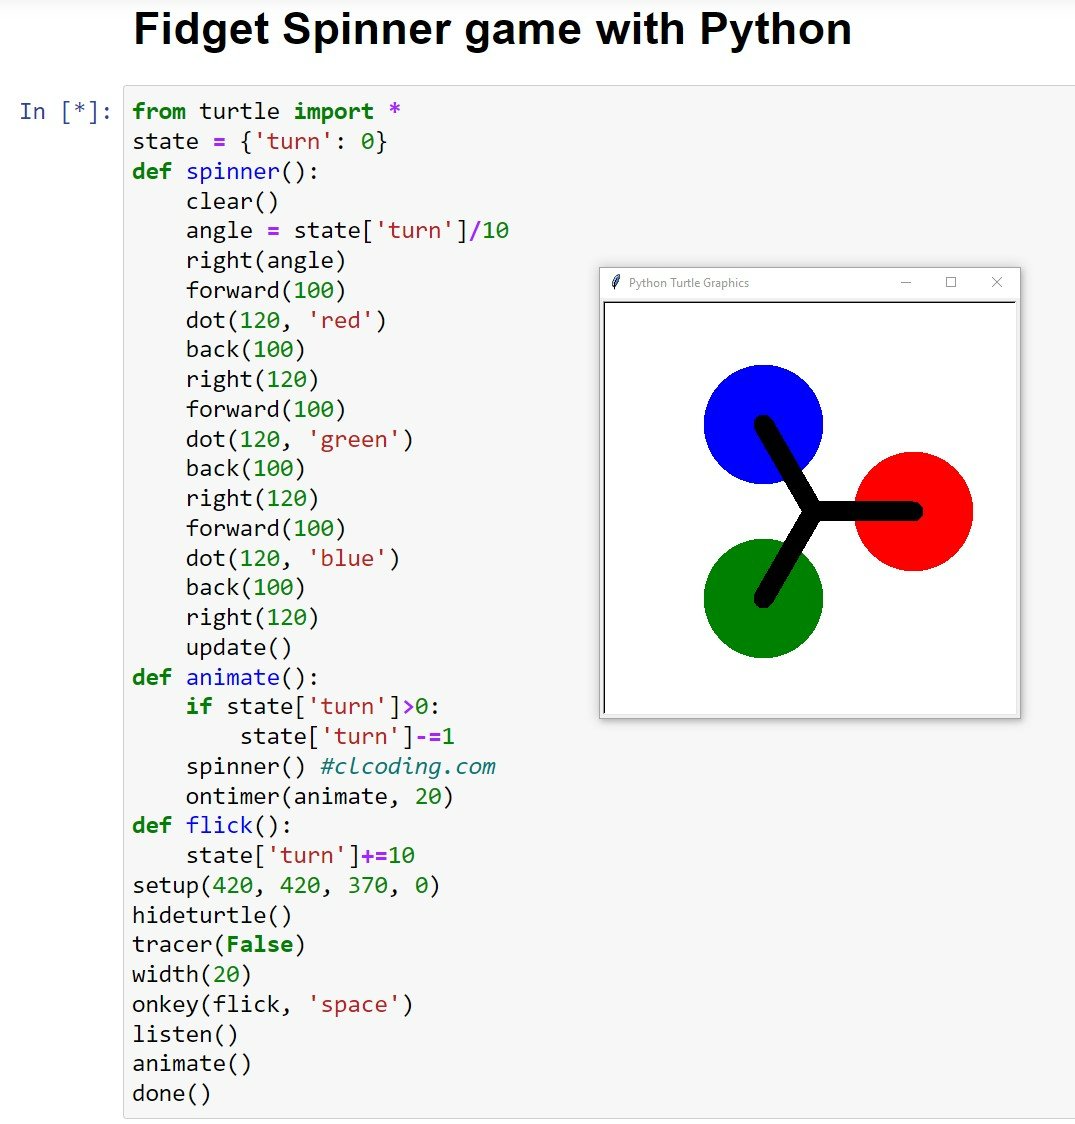 Fidget Spinner game with Python
In [*]:
from turtle import *
state = {'turn': 0}
def spinner():
    clear()
    angle = state['turn']/10
    right(angle)
    forward(100)
    dot(120, 'red')
    back(100)
    right(120)
    forward(100)
    dot(120, 'green')
    back(100)
    right(120)
    forward(100)
    dot(120, 'blue')
    back(100)
    right(120)
    update()
def animate():
    if state['turn']>0:
        state['turn']-=1
    spinner() #clcoding.com
    ontimer(animate, 20)
def flick():
    state['turn']+=10
setup(420, 420, 370, 0)
hideturtle()
tracer(False)
width(20)
onkey(flick, 'space')
listen()
animate()
done()
Python Turtle Graphics